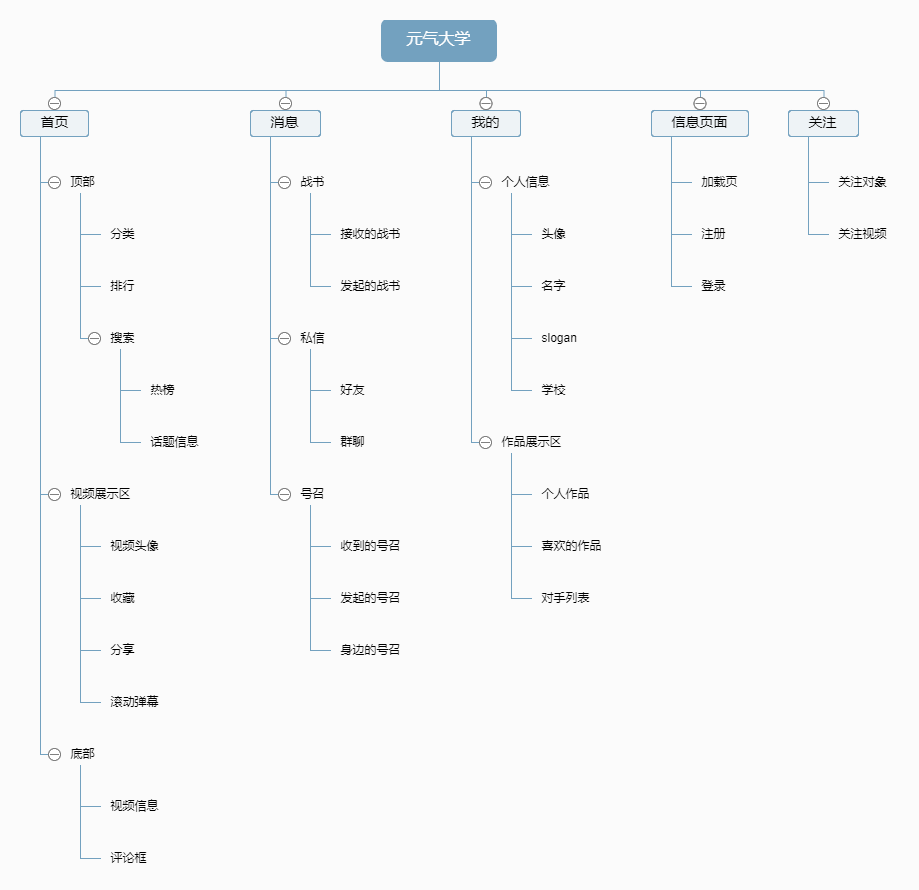 元气大学
首页
顶部
分类
排行
搜索
热榜
话题信息
视频展示区
视频头像
收藏
分享
滚动弹幕
底部
视频信息
评论框
消息
战书
接收的战书
发起的战书
私信
好友
群聊
号召
收到的号召
发起的号召
身边的号召
我的
个人信息
头像
名字
slogan
学校
作品展示区
个人作品
喜欢的作品
对手列表
信息页面
加载页
注册
登录
关注
关注对象
关注视频